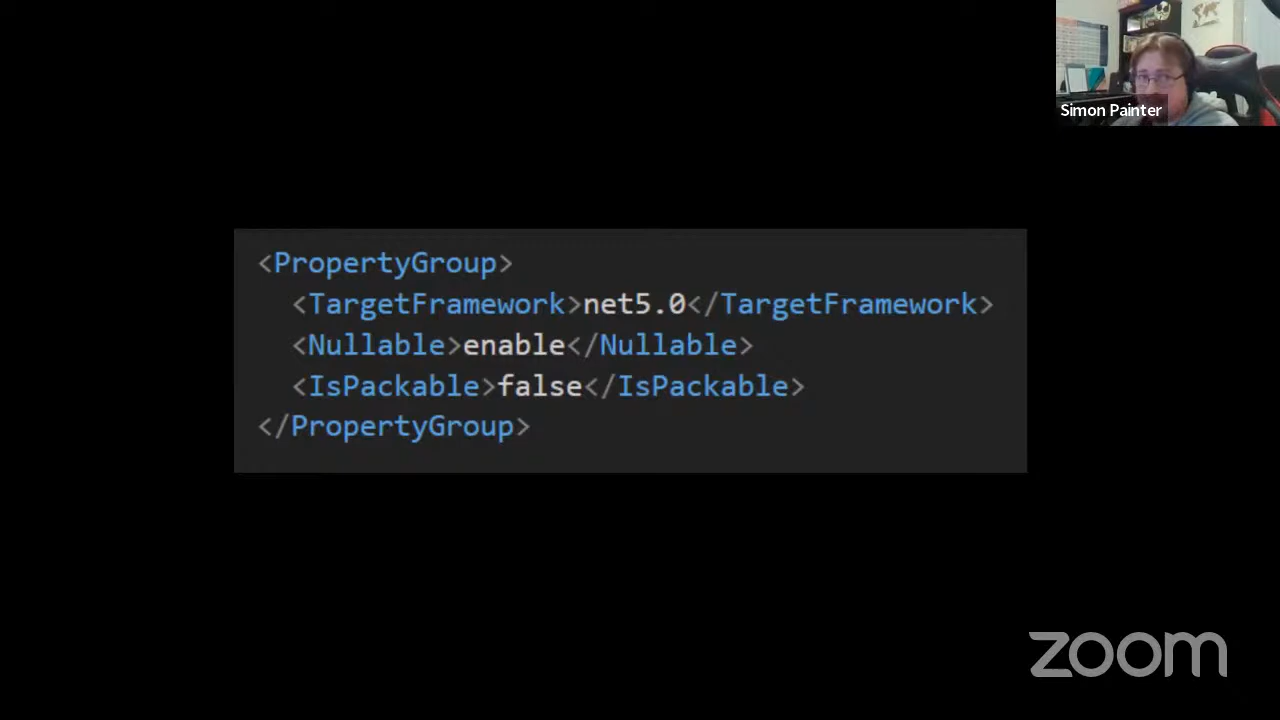 Simon Painter
<PropertyGroup>
<TargetFramework>net5.0</TargetFramework>
<Nullable>enable</Nullable>
<IsPackable>false</IsPackable>
</PropertyGroup>
zoom